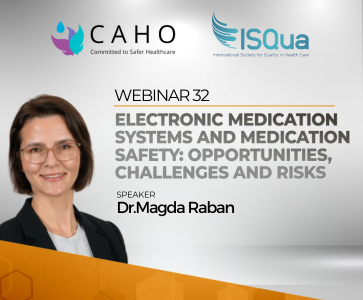 CAHO
Committed to Safer Healthcare
ISQua
International Society for Quality in Health Care
WEBINAR 32
ELECTRONIC MEDICATION
SYSTEMS AND MEDICATION
SAFETY: OPPORTUNITIES,
CHALLENGES AND RISKS
SPEAKER
Dr.Magda Raban